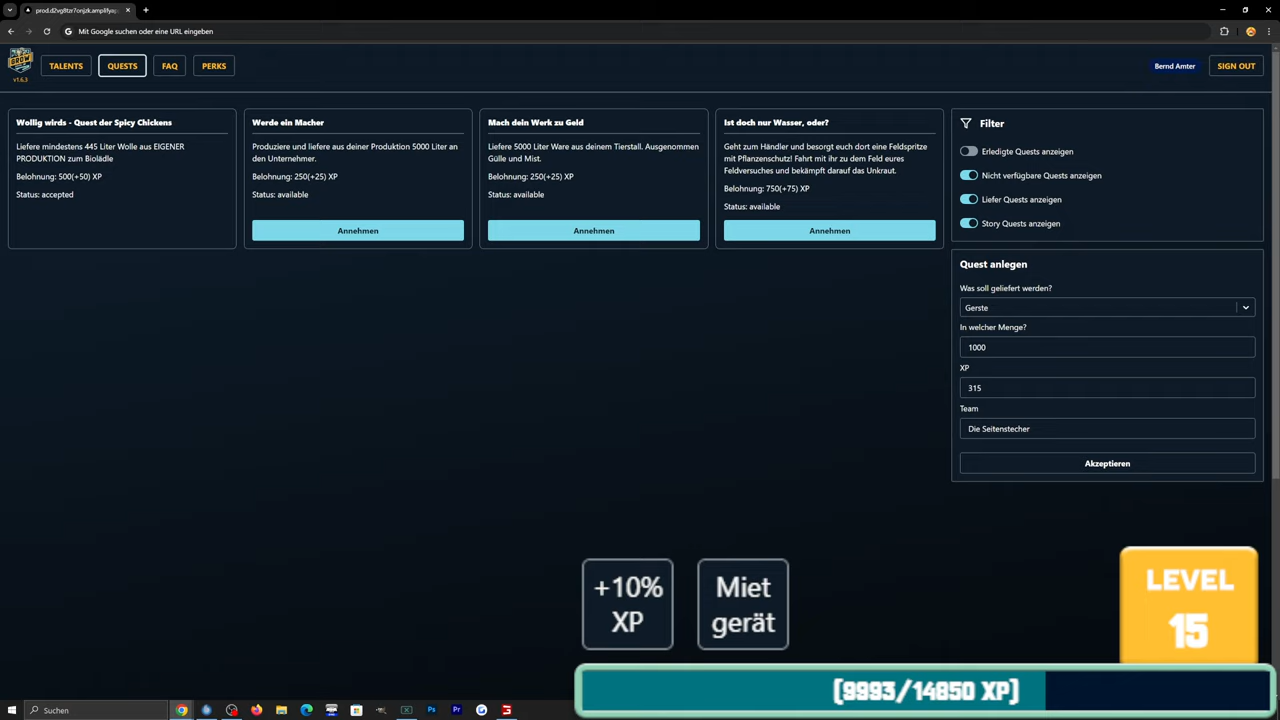 prod.d2vg8tzr7onjzk.amplifyap
Mit Google suchen oder eine URL eingeben
GROW
v1.6.3
TALENTS
QUESTS
FAQ
PERKS
Bernd Amter
SIGN OUT
Wollig wirds - Quest der Spicy Chickens
Liefere mindestens 445 Liter Wolle aus EIGENER
PRODUKTION zum Biolädle
Belohnung: 500(+50) XP
Status: accepted
Werde ein Macher
Produziere und liefere aus deiner Produktion 5000 Liter an
den Unternehmer.
Belohnung: 250(+25) XP
Status: available
Annehmen
Mach dein Werk zu Geld
Liefere 5000 Liter Ware aus deinem Tierstall. Ausgenommen
Gülle und Mist.
Belohnung: 250(+25) XP
Status: available
Annehmen
Ist doch nur Wasser, oder?
Geht zum Händler und besorgt euch dort eine Feldspritze
mit Pflanzenschutz! Fahrt mit ihr zu dem Feld eures
Feldversuches und bekämpft darauf das Unkraut.
Belohnung: 750(+75) XP
Status: available
Annehmen
Filter
Erledigte Quests anzeigen
Nicht verfügbare Quests anzeigen
Liefer Quests anzeigen
Story Quests anzeigen
Quest anlegen
Was soll geliefert werden?
Gerste
In welcher Menge?
1000
XP
315
Team
Die Seitenstecher
Akzeptieren
+10%
XP
Miet
gerät
LEVEL
15
[9993/14850 XP]
Suchen